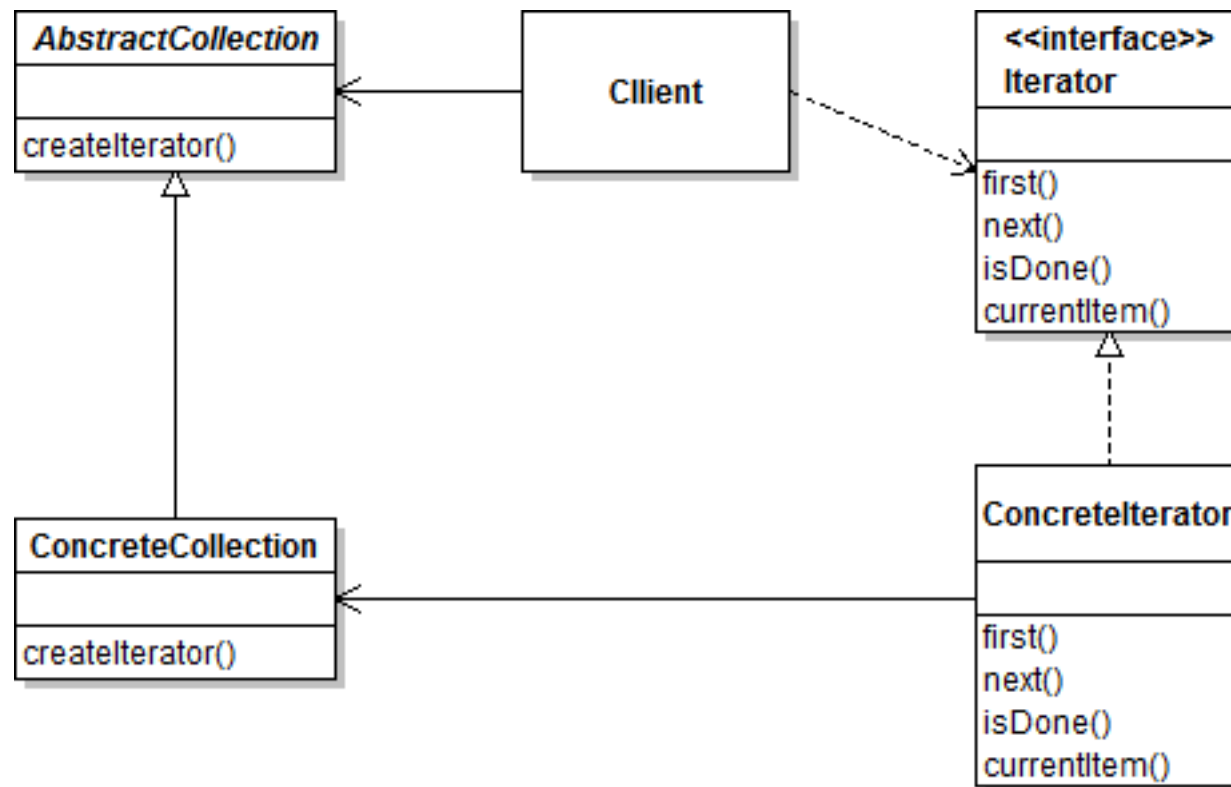 AbstractCollection
createIterator()
Cllient
<<interface>>
Iterator
first()
next()
isDone()
currentItem()
ConcreteCollection
createIterator()
ConcreteIterator
first()
next()
isDone()
currentItem()